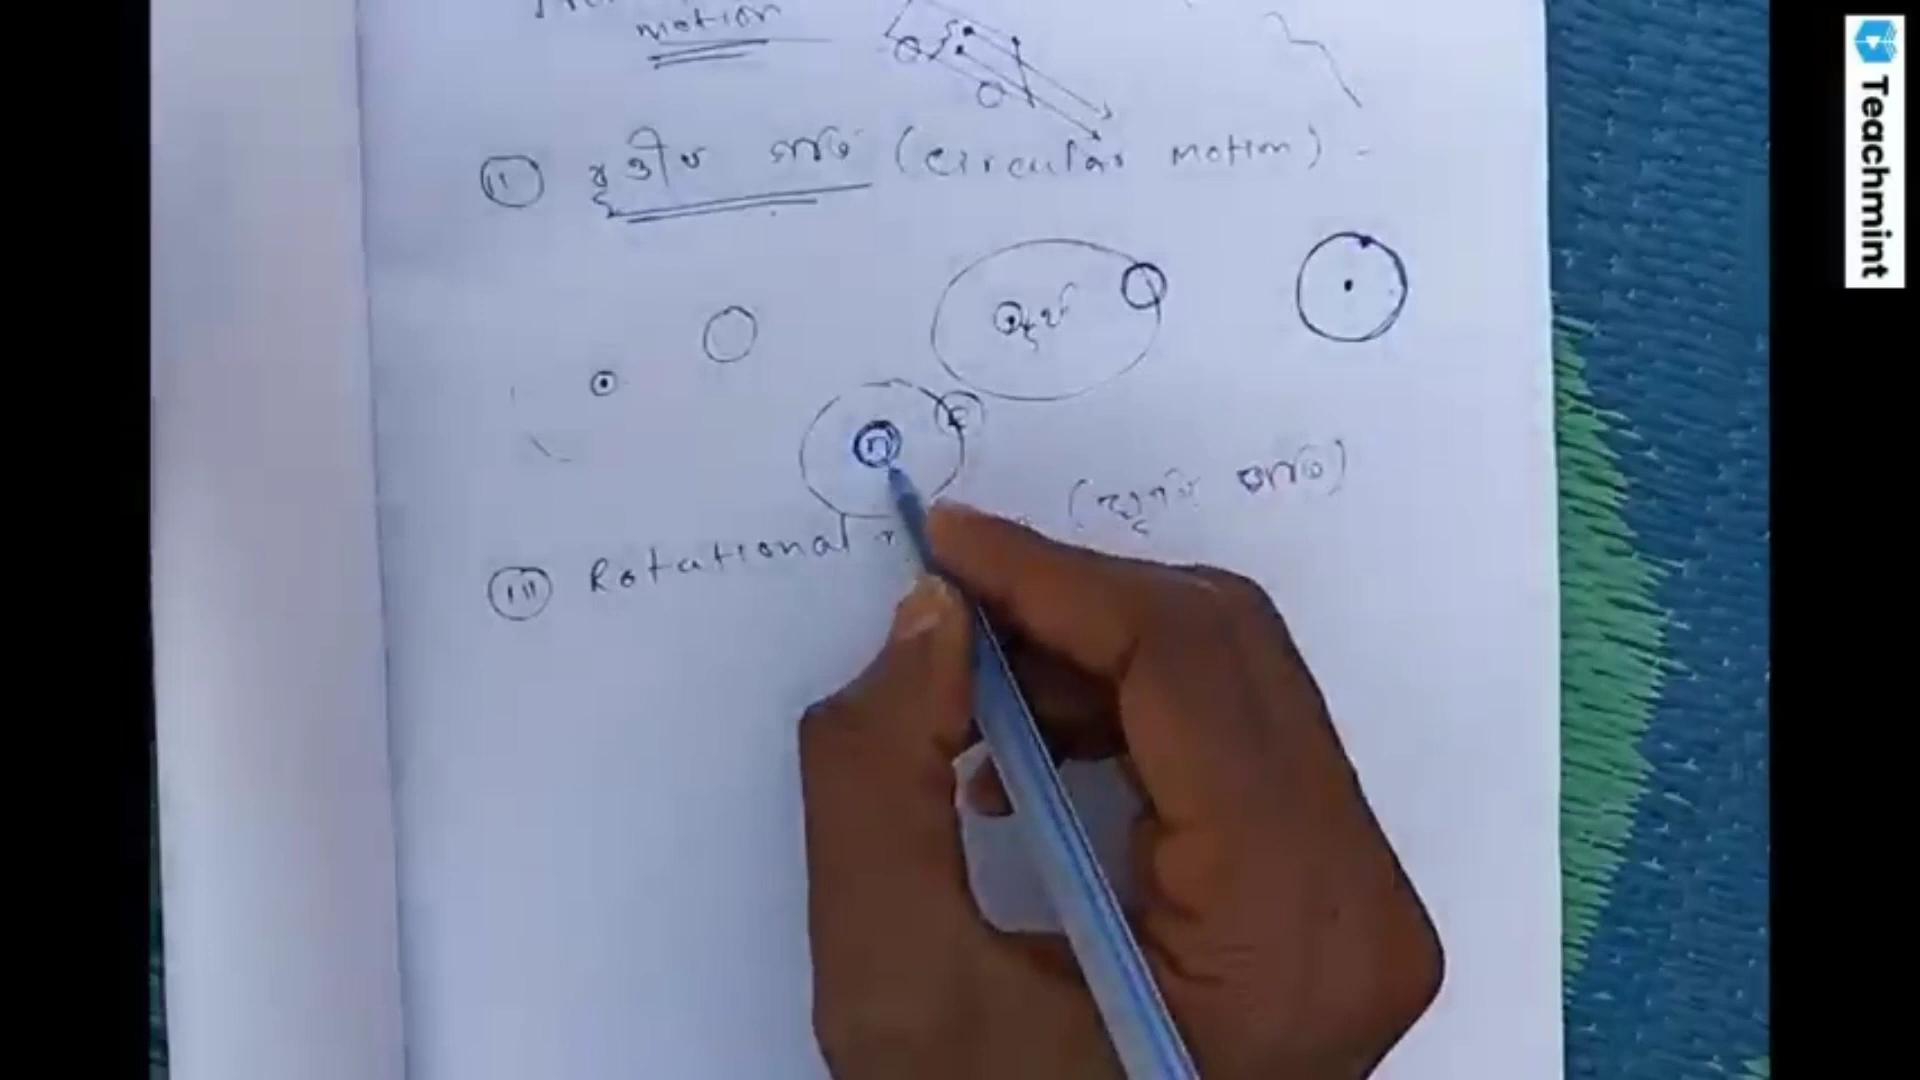 motion
(ii) বৃত্তীয় গতি (circular motion) -
সূর্য
E
n
(ঘূর্ণন গতি)
(iii) Rotational
Teachmint